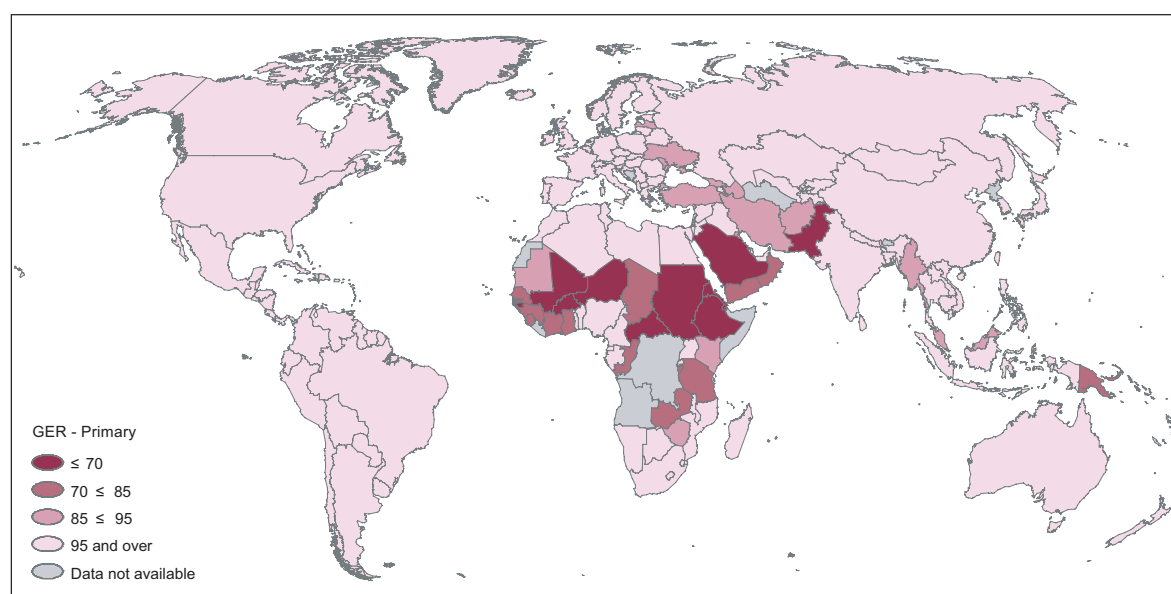 GER - Primary
≤ 70
70 ≤ 85
85 ≤ 95
95 and over
Data not available